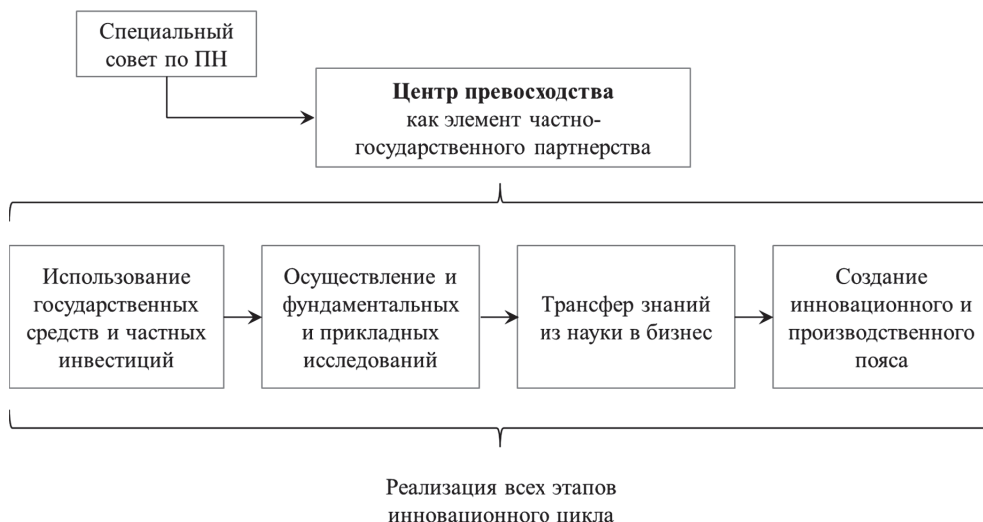 Специальный
совет по ПН
Центр превосходства
как элемент частно-
государственного партнерства
Использование
государственных
средств и частных
инвестиций
Осуществление и
фундаментальных
и прикладных
исследований
Трансфер знаний
из науки в бизнес
Создание
инновационного и
производственного
пояса
Реализация всех этапов
инновационного цикла